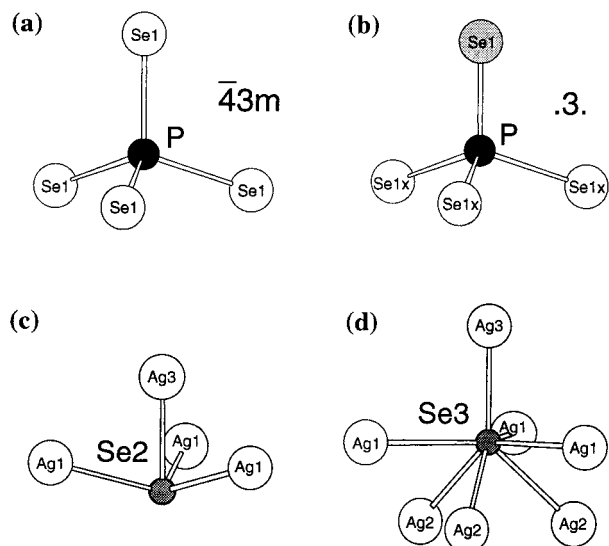 (a)
Se1
4̄3m
P
Se1
Se1
Se1
(b)
Se1
.3.
P
Se1x
Se1x
Se1x
(c)
Ag3
Se2
Ag1
Ag1
Ag1
(d)
Ag3
Se3
Ag1
Ag1
Ag1
Ag2
Ag2
Ag2